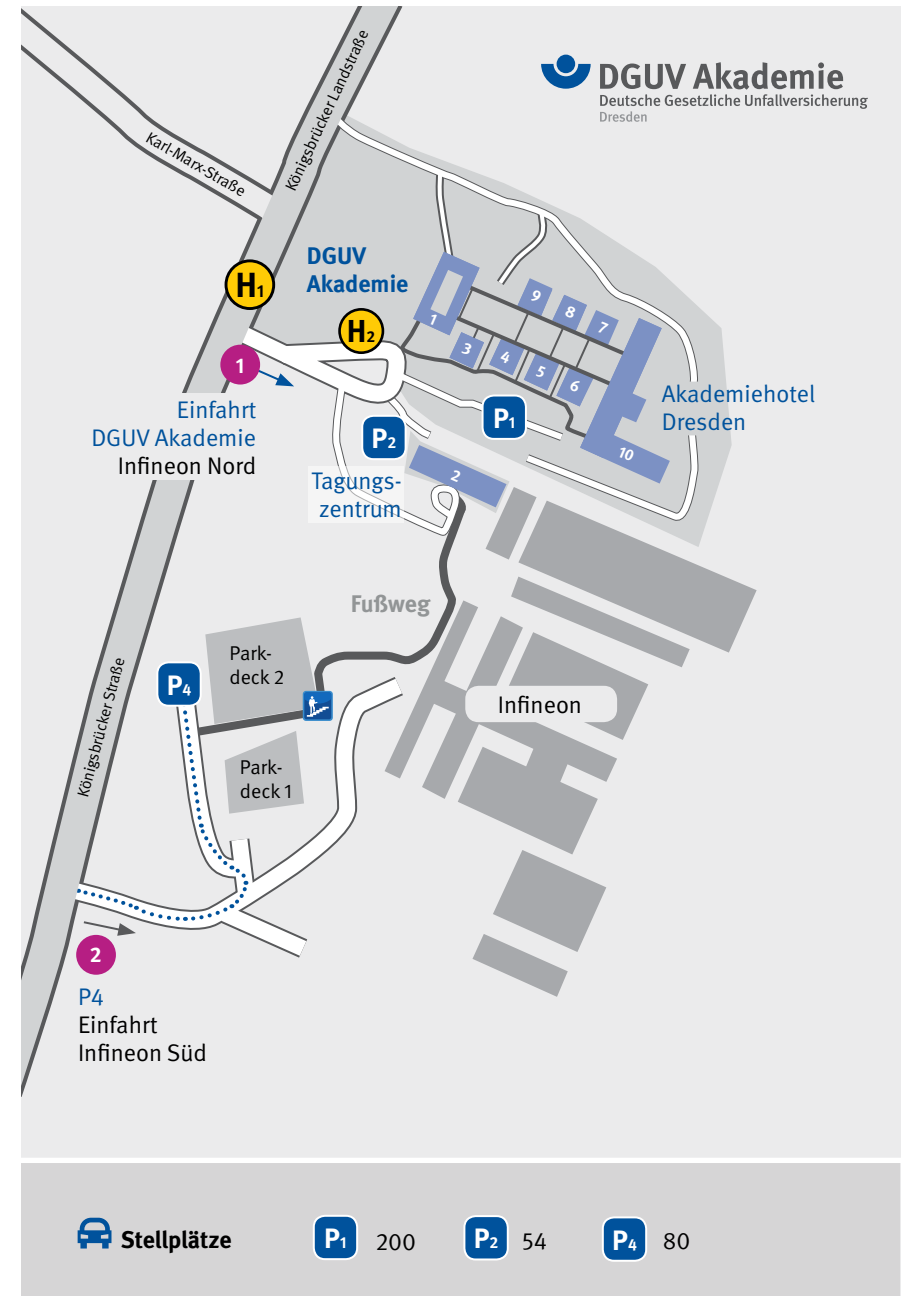 DGUV Akademie
Deutsche Gesetzliche Unfallversicherung
Dresden
Königsbrücker Landstraße
Karl-Marx-Straße
DGUV
Akademie
H1
H2
1
9
8
7
1
3
4
5
6
10
Akademiehotel
Dresden
Einfahrt
DGUV Akademie
Infineon Nord
P1
P2
2
Tagungs-
zentrum
Fußweg
Park-
deck 2
P4
Infineon
Park-
deck 1
Königsbrücker Straße
2
P4
Einfahrt
Infineon Süd
Stellplätze
P1 200
P2 54
P4 80